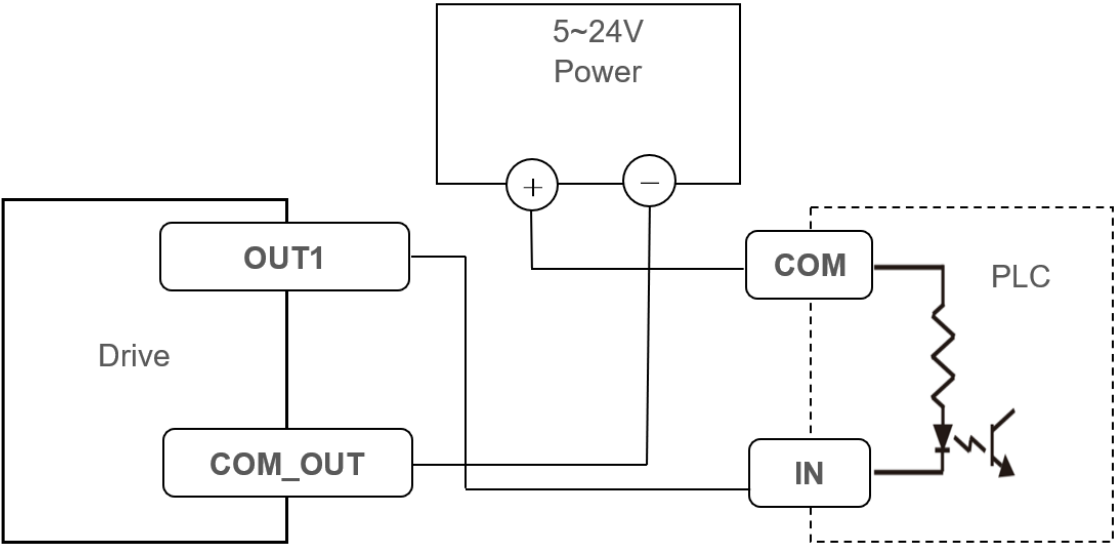 5~24V
Power
+
−
OUT1
COM
PLC
Drive
COM_OUT
IN